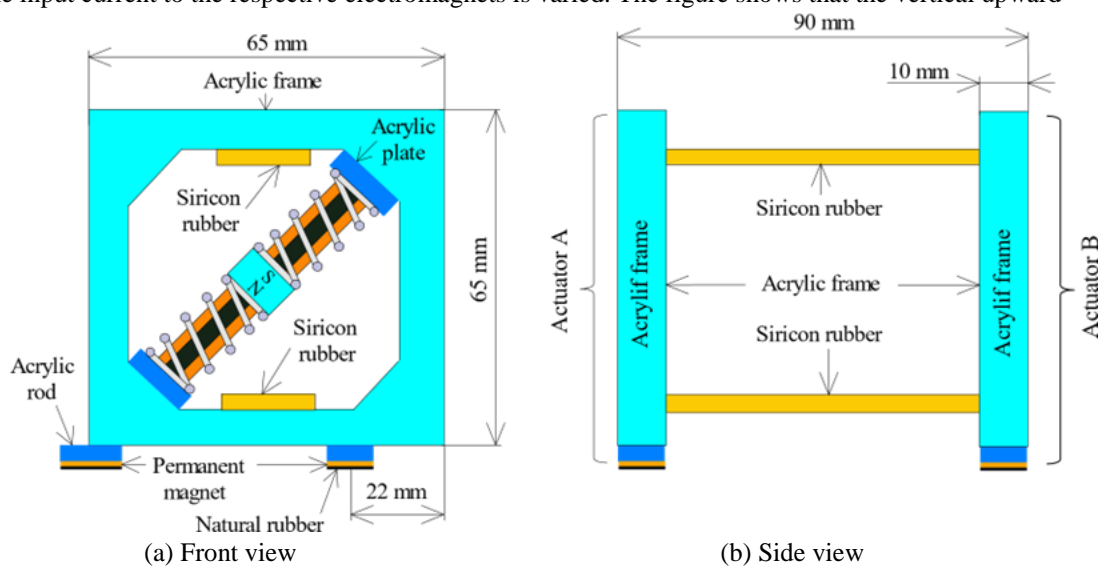 e input current to the respective electromagnets is varied. The figure shows that the vertical upward
65 mm
Acrylic frame
Acrylic
plate
Siricon
rubber
S
N
65 mm
Siricon
rubber
Acrylic
rod
Permanent
magnet
22 mm
Natural rubber
(a) Front view
90 mm
10 mm
Siricon rubber
Actuator A
Acrylif frame
Acrylic frame
Acrylif frame
Actuator B
Siricon rubber
(b) Side view